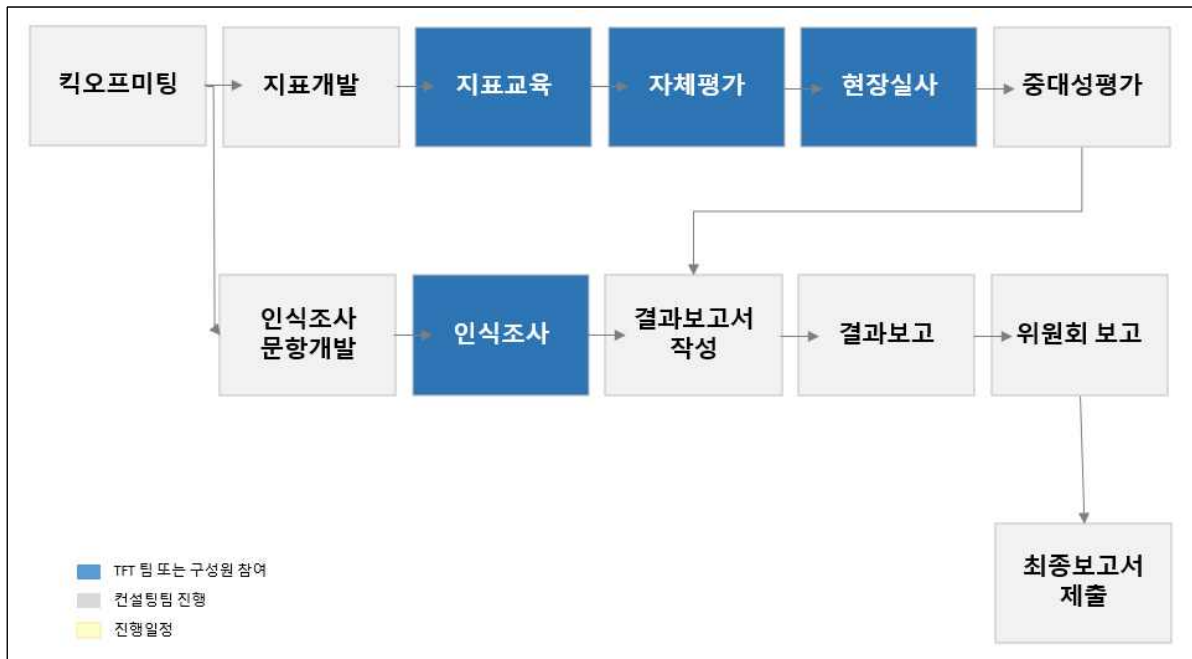 킥오프미팅
지표개발
지표교육
자체평가
현장실사
중대성평가
인식조사
문항개발
인식조사
결과보고서
작성
결과보고
위원회 보고
최종보고서
제출
TFT 팀 또는 구성원 참여
컨설팅팀 진행
진행일정